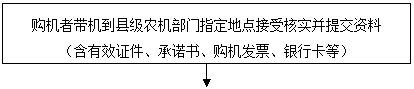 购机者带机到县级农机部门指定地点接受核实并提交资料
（含有效证件、承诺书、购机发票、银行卡等）